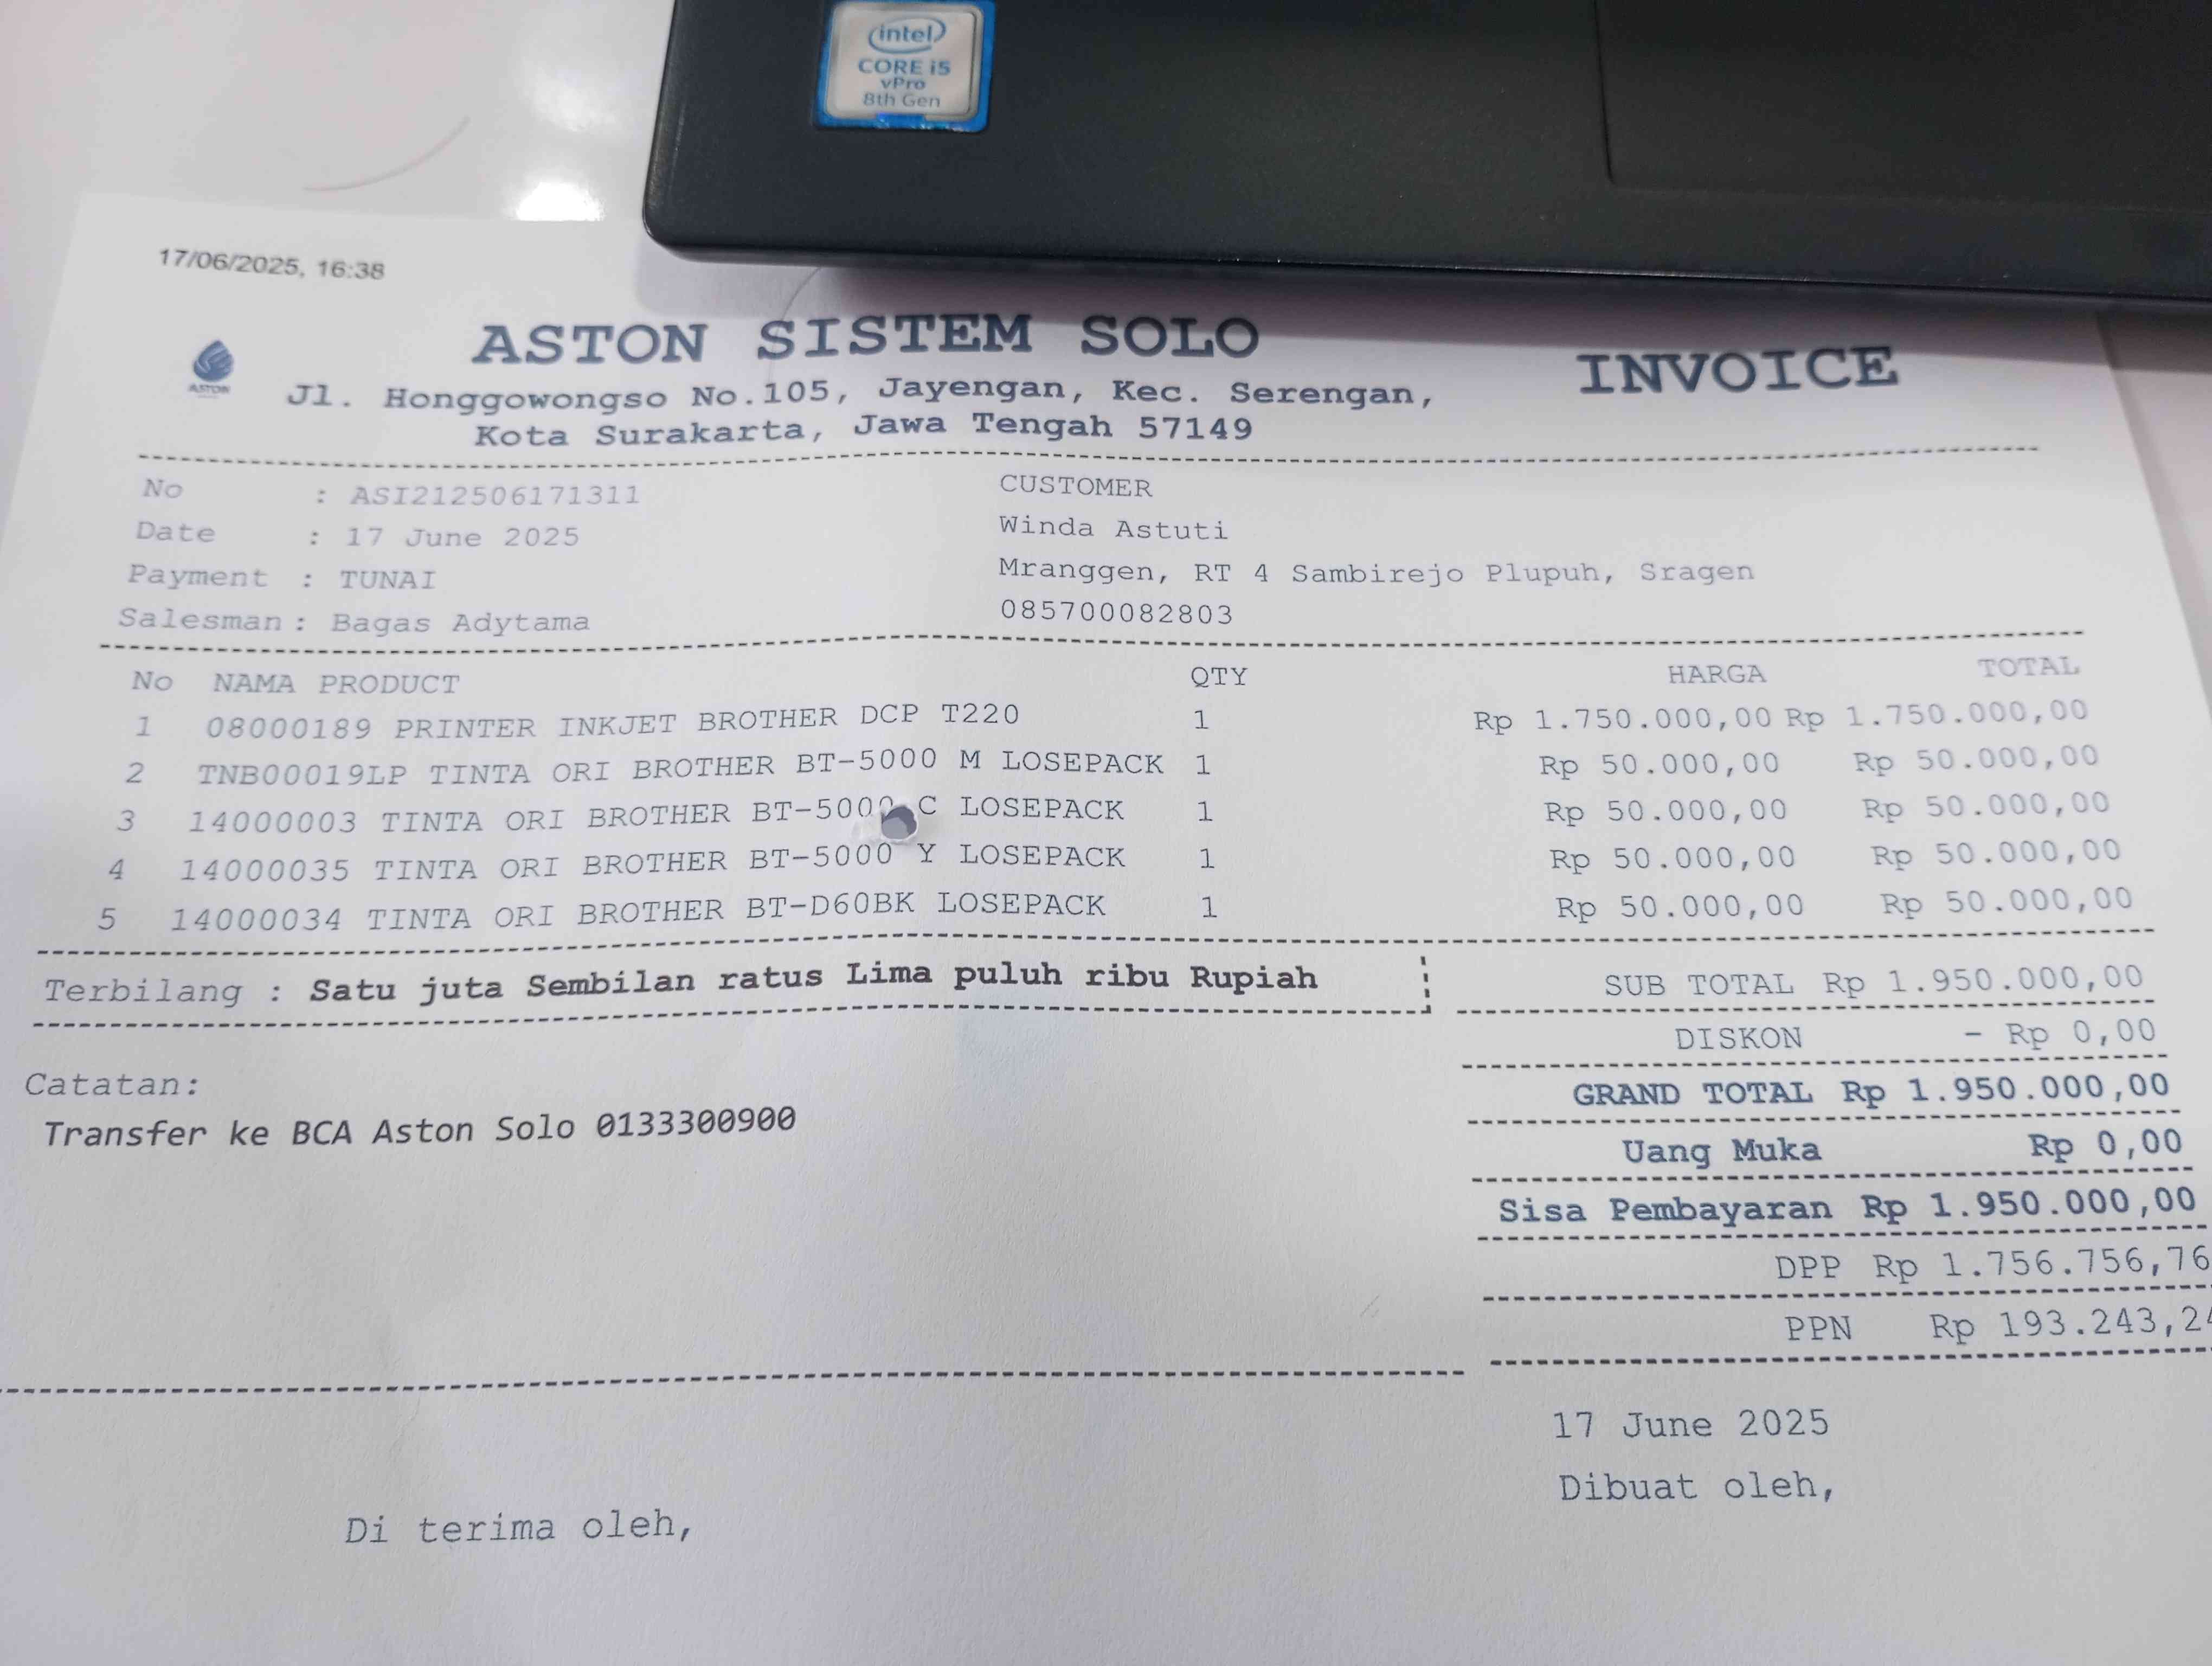 intel
CORE i5
vPro
8th Gen
17/06/2025, 16:38
ASTON
ASTON SISTEM SOLO
INVOICE
Jl. Honggowongso No.105, Jayengan, Kec. Serengan,
Kota Surakarta, Jawa Tengah 57149
No : ASI212506171311
Date : 17 June 2025
Payment : TUNAI
Salesman : Bagas Adytama
CUSTOMER
Winda Astuti
Mranggen, RT 4 Sambirejo Plupuh, Sragen
085700082803
No NAMA PRODUCT QTY HARGA TOTAL
1 08000189 PRINTER INKJET BROTHER DCP T220 1 Rp 1.750.000,00 Rp 1.750.000,00
2 TNB00019LP TINTA ORI BROTHER BT-5000 M LOSEPACK 1 Rp 50.000,00 Rp 50.000,00
3 14000003 TINTA ORI BROTHER BT-5000 C LOSEPACK 1 Rp 50.000,00 Rp 50.000,00
4 14000035 TINTA ORI BROTHER BT-5000 Y LOSEPACK 1 Rp 50.000,00 Rp 50.000,00
5 14000034 TINTA ORI BROTHER BT-D60BK LOSEPACK 1 Rp 50.000,00 Rp 50.000,00
Terbilang : Satu juta Sembilan ratus Lima puluh ribu Rupiah
SUB TOTAL Rp 1.950.000,00
DISKON - Rp 0,00
GRAND TOTAL Rp 1.950.000,00
Uang Muka Rp 0,00
Sisa Pembayaran Rp 1.950.000,00
DPP Rp 1.756.756,76
PPN Rp 193.243,24
Catatan:
Transfer ke BCA Aston Solo 0133300900
17 June 2025
Dibuat oleh,
Di terima oleh,